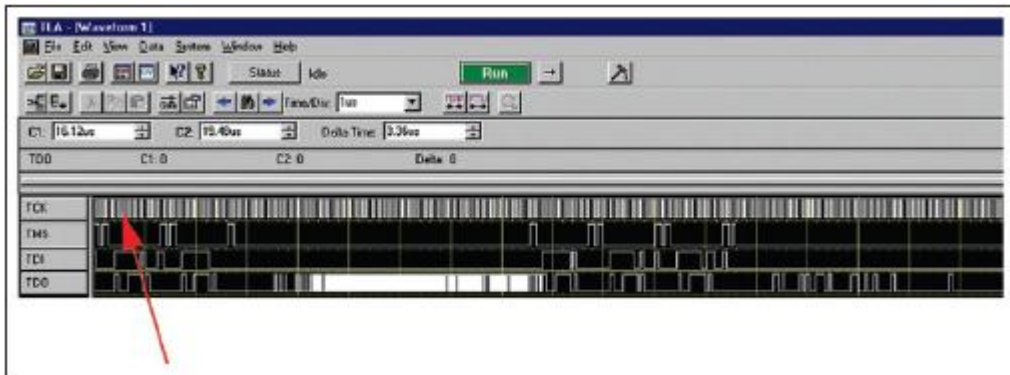 TLA - [Waveform 1]
File Edit View Data System Window Help
Status Idle Run
Time/Div: 1us
C1: 16.12us C2: 19.48us Delta Time: 3.36us
TDO C1: 0 C2: 0 Delta: 0
TCK
TMS
TDI
TDO